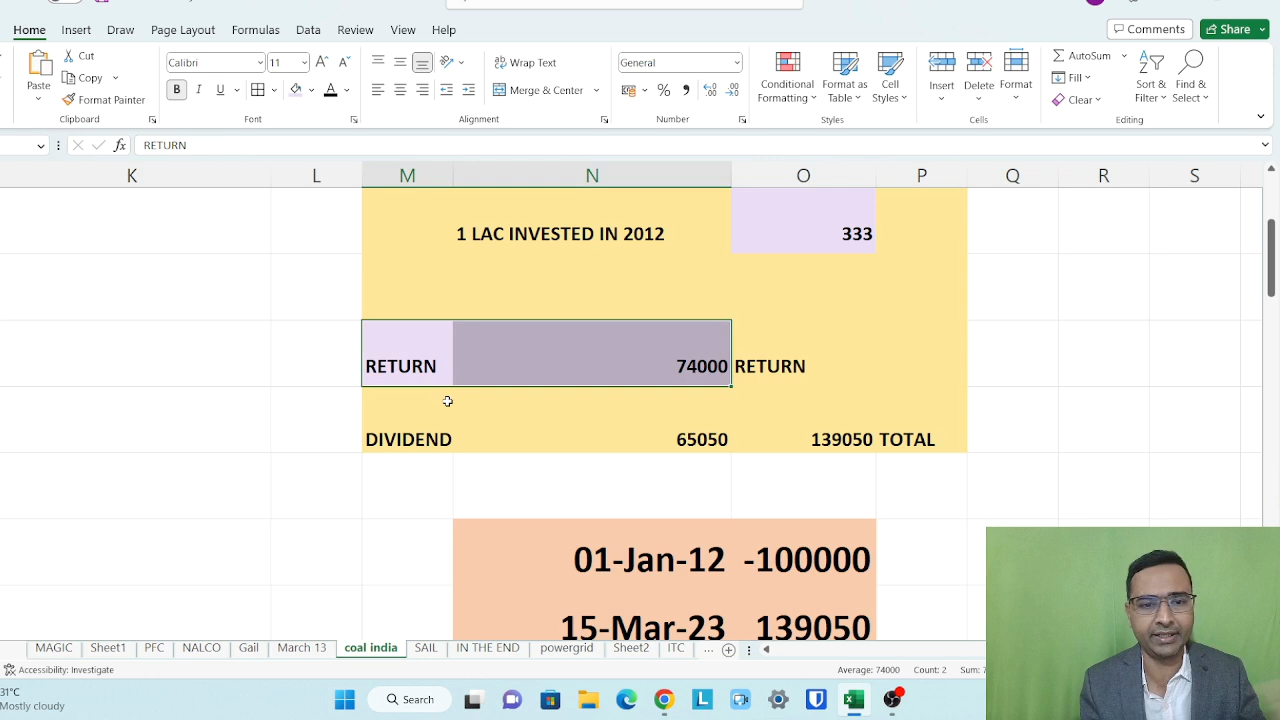 Home Insert Draw Page Layout Formulas Data Review View Help Comments Share
Paste
Cut
Copy
Format Painter
Clipboard
Calibri 11
B I U
Font
Wrap Text
Merge & Center
Alignment
General
Number
Conditional
Formatting
Format as
Table
Cell
Styles
Styles
Insert
Delete
Format
Cells
AutoSum
Fill
Clear
Sort &
Filter
Find &
Select
Editing
fx RETURN
K L M N O P Q R S
1 LAC INVESTED IN 2012 333
RETURN 74000 RETURN
DIVIDEND 65050 139050 TOTAL
01-Jan-12 -100000
15-Mar-23 139050
MAGIC Sheet1 PFC NALCO Gail March 13 coal india SAIL IN THE END powergrid Sheet2 ITC ...
Accessibility: Investigate Average: 74000 Count: 2
31°C
Mostly cloudy
Search